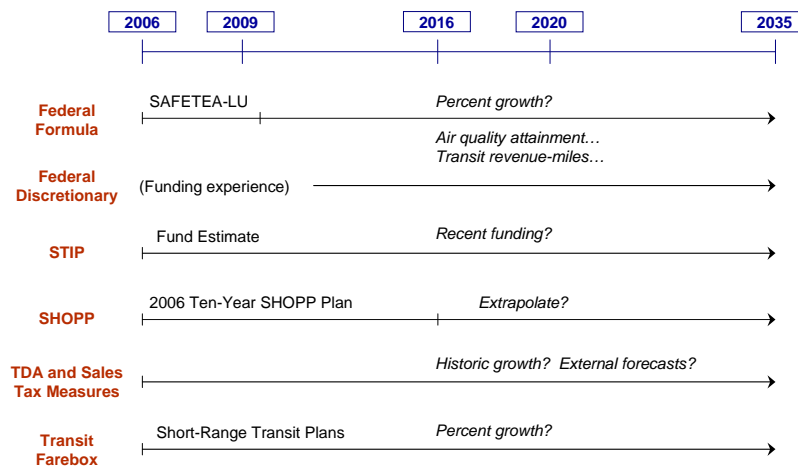 2006 2009 2016 2020 2035
SAFETEA-LU Percent growth?
Federal
Formula
Air quality attainment…
Transit revenue-miles…
Federal
Discretionary
(Funding experience)
Fund Estimate Recent funding?
STIP
2006 Ten-Year SHOPP Plan Extrapolate?
SHOPP
Historic growth?  External forecasts?
TDA and Sales
Tax Measures
Short-Range Transit Plans Percent growth?
Transit
Farebox